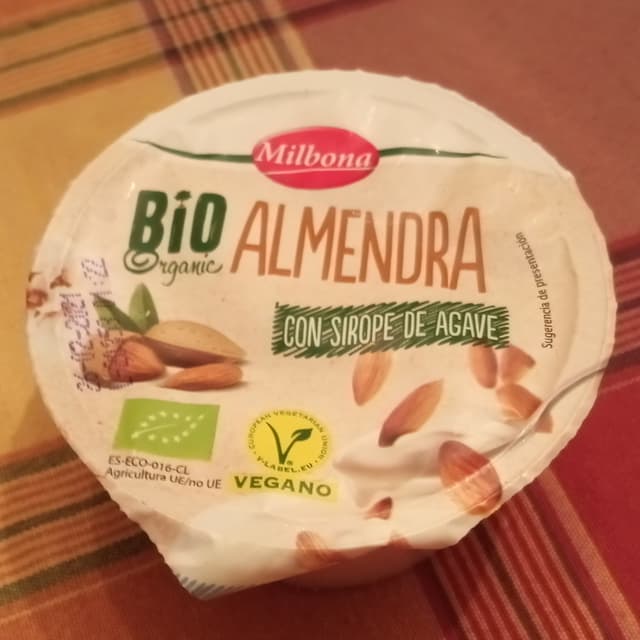 Milbona
BIO
Organic
ALMENDRA
CON SIROPE DE AGAVE
Sugerencia de presentación
ES-ECO-016-CL
Agricultura UE/no UE
EUROPEAN VEGETARIAN UNION
V-LABEL.EU
VEGANO